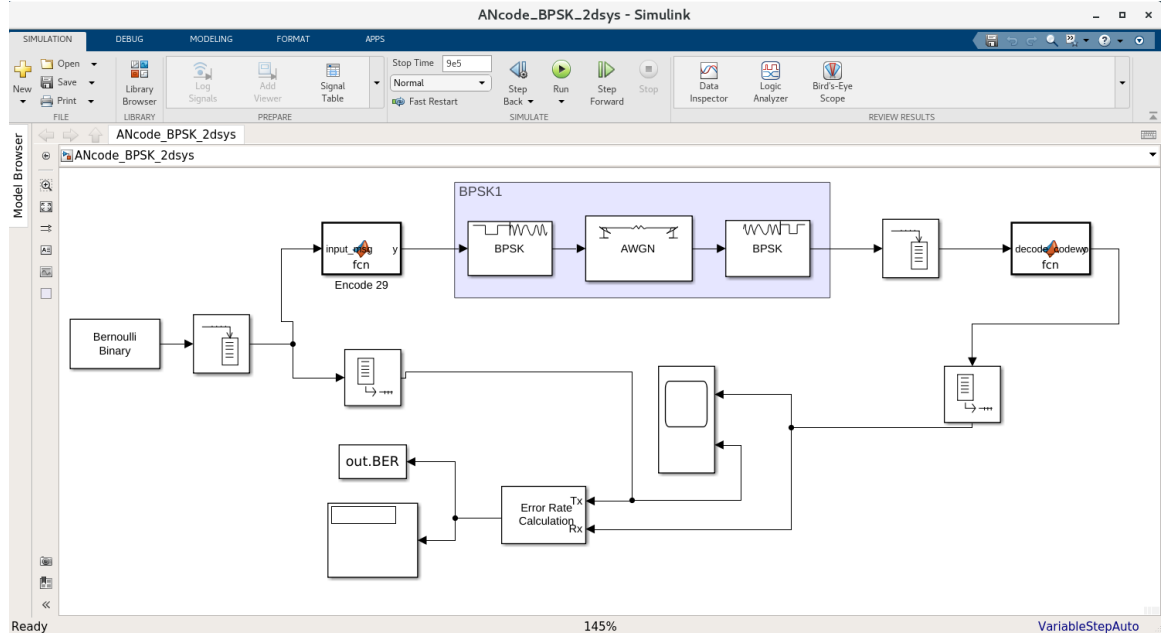 ANcode_BPSK_2dsys - Simulink
SIMULATION DEBUG MODELING FORMAT APPS
New
Open
Save
Print
FILE
Library
Browser
LIBRARY
Log
Signals
Add
Viewer
Signal
Table
PREPARE
Stop Time 9e5
Normal
Fast Restart
Step
Back
Run
Step
Forward
Stop
SIMULATE
Data
Inspector
Logic
Analyzer
Bird's-Eye
Scope
REVIEW RESULTS
Model Browser
ANcode_BPSK_2dsys
ANcode_BPSK_2dsys
BPSK1
input_msg y
fcn
Encode 29
BPSK
AWGN
BPSK
decode_codewo
fcn
Bernoulli
Binary
out.BER
Error Rate
Calculation
Tx
Rx
Ready 145% VariableStepAuto